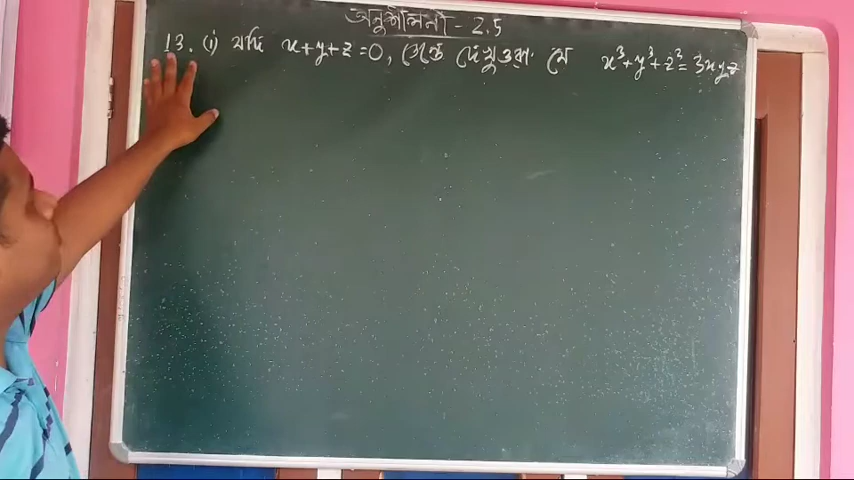 অনুশীলনী - 2.5
13. (i) যদি x+y+z=0, তেন্তে দেখুওৱা যে x³+y³+z³=3xyz